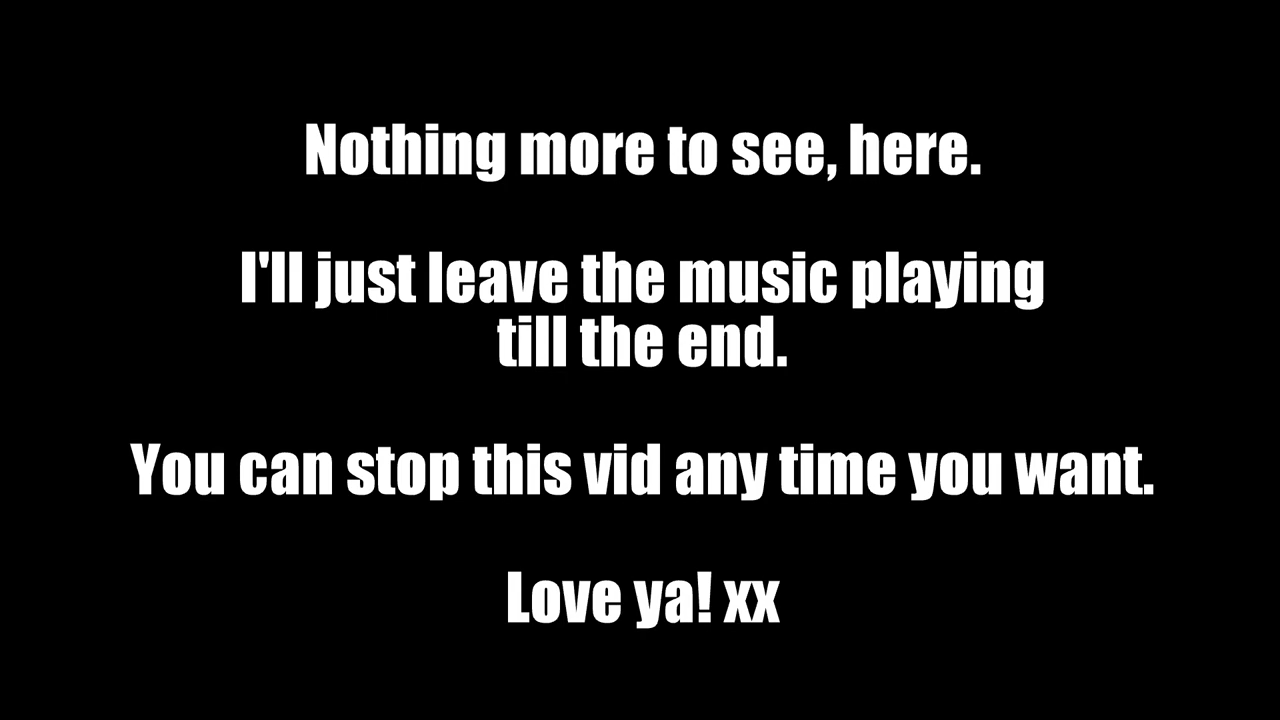 Nothing more to see, here.
I'll just leave the music playing
till the end.
You can stop this vid any time you want.
Love ya! xx